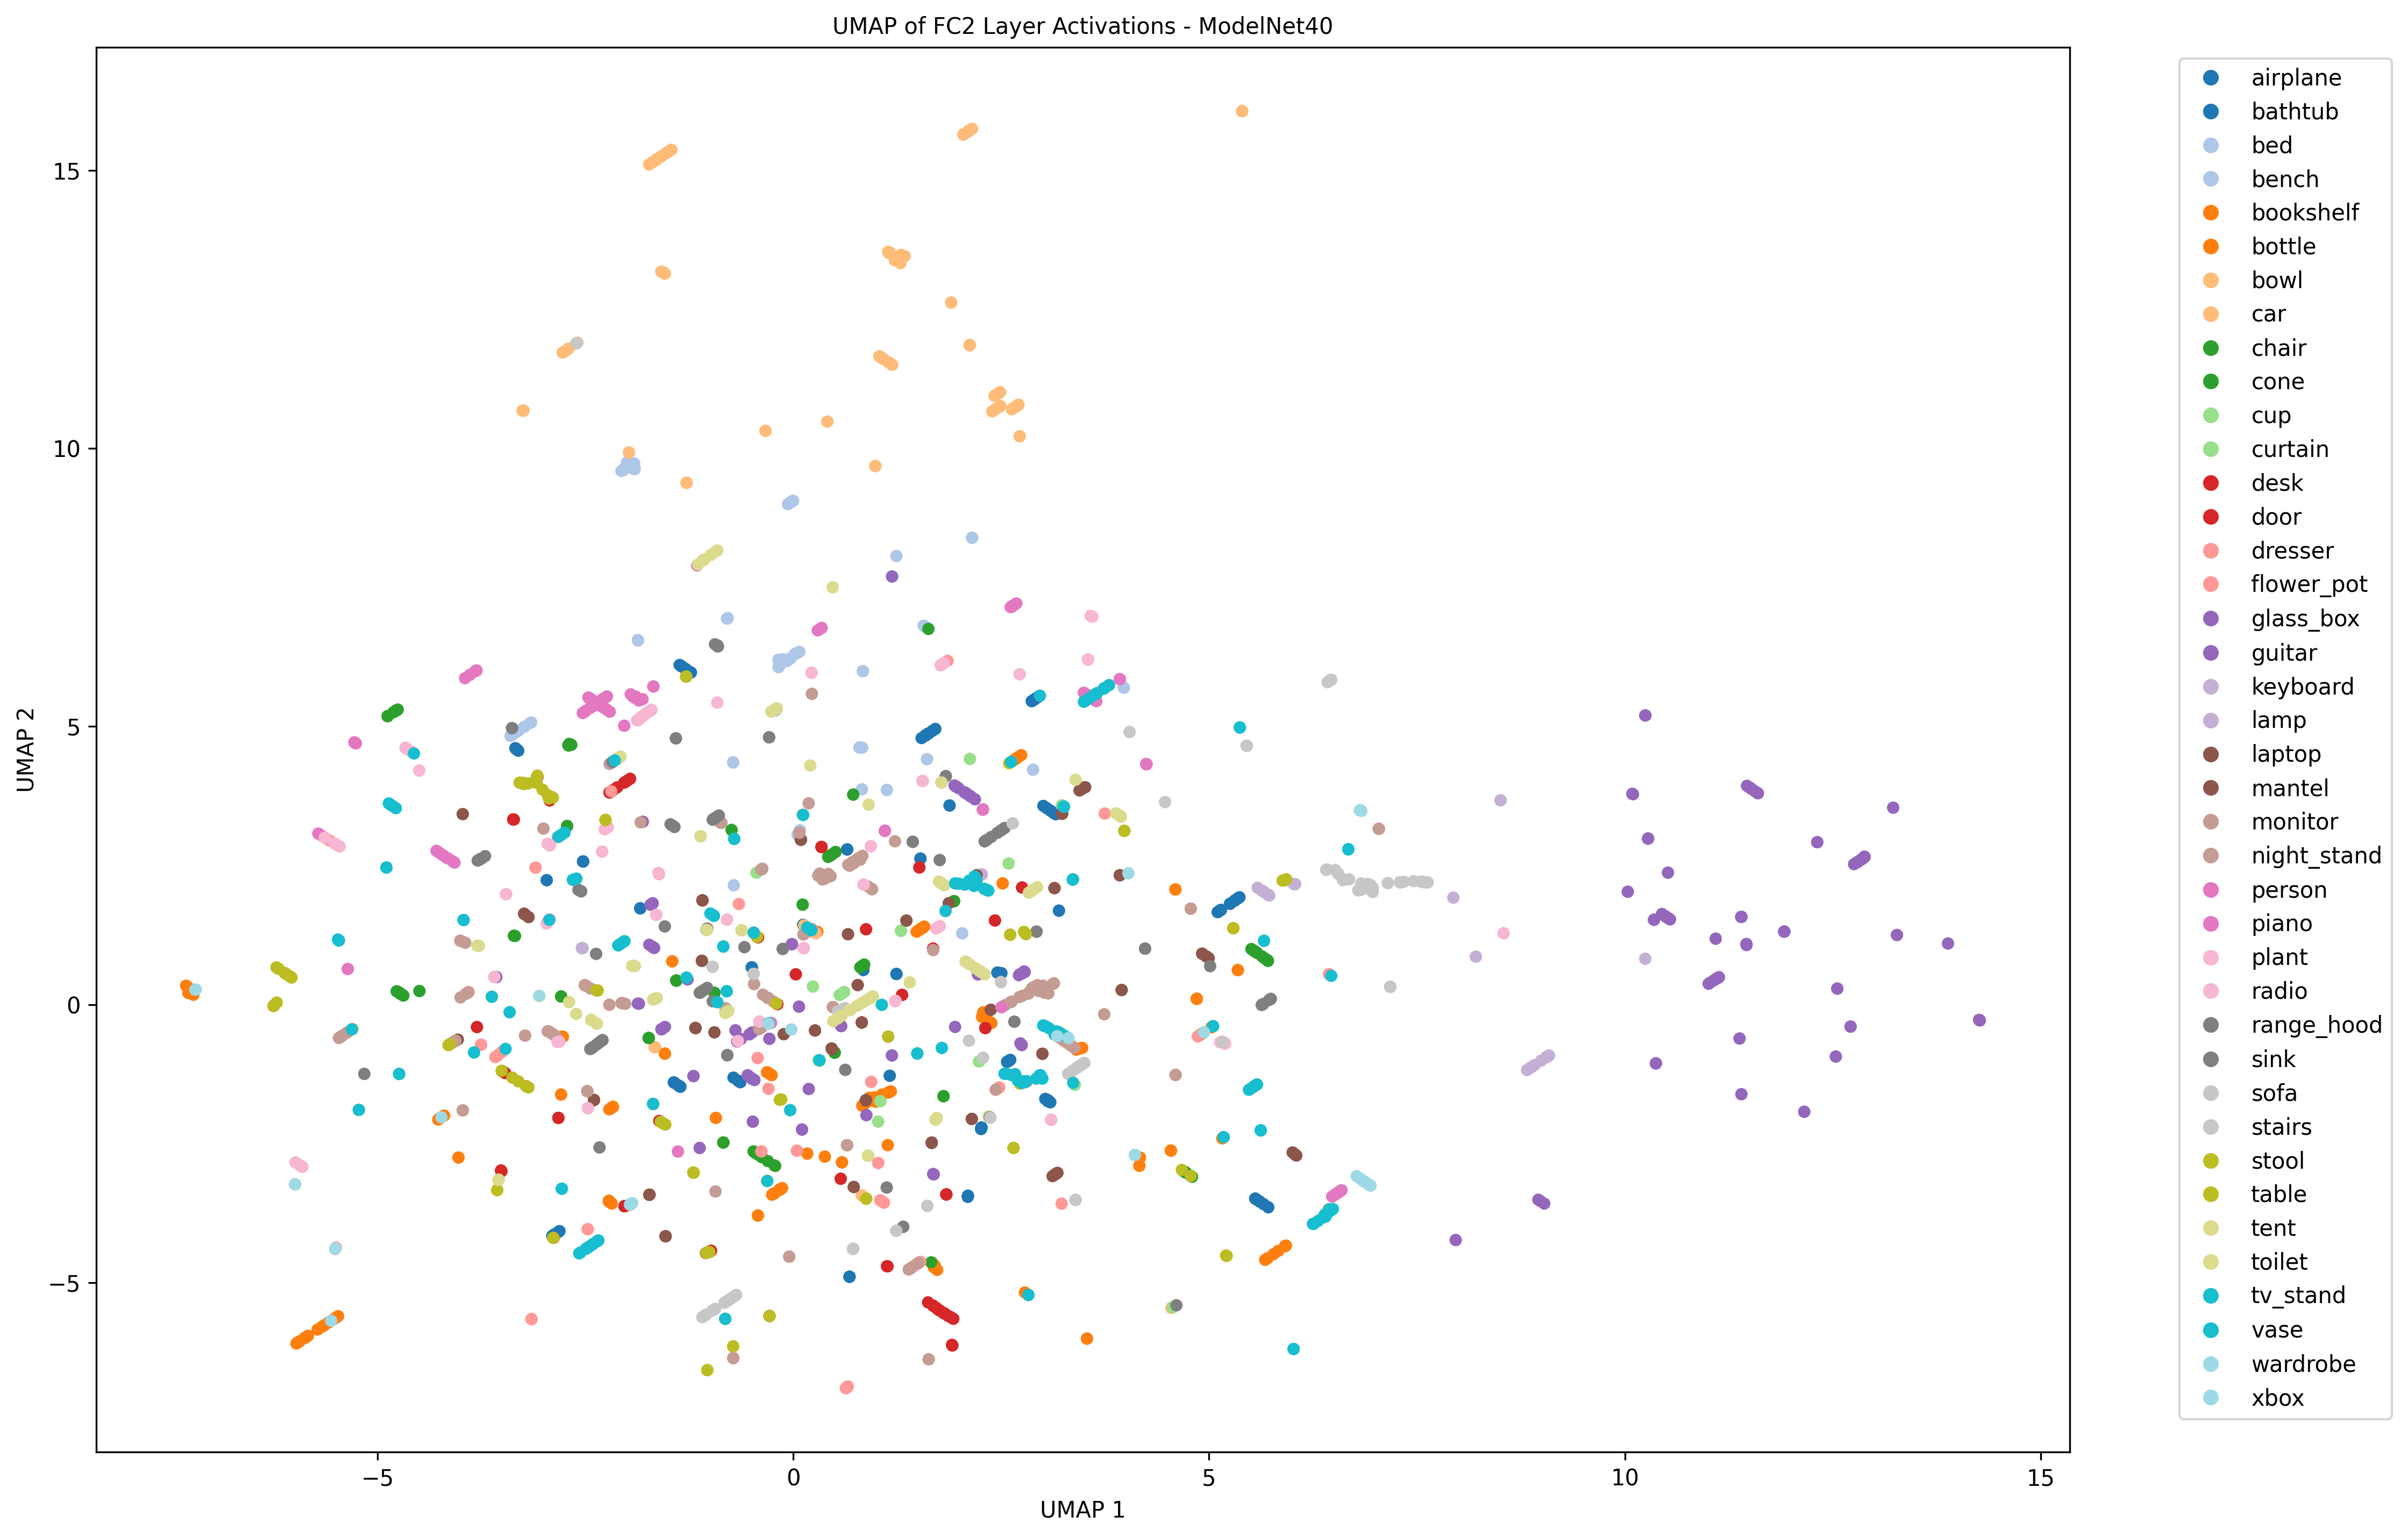 UMAP of FC2 Layer Activations - ModelNet40
15
10
5
0
−5
UMAP 2
−5 0 5 10 15
UMAP 1
airplane
bathtub
bed
bench
bookshelf
bottle
bowl
car
chair
cone
cup
curtain
desk
door
dresser
flower_pot
glass_box
guitar
keyboard
lamp
laptop
mantel
monitor
night_stand
person
piano
plant
radio
range_hood
sink
sofa
stairs
stool
table
tent
toilet
tv_stand
vase
wardrobe
xbox